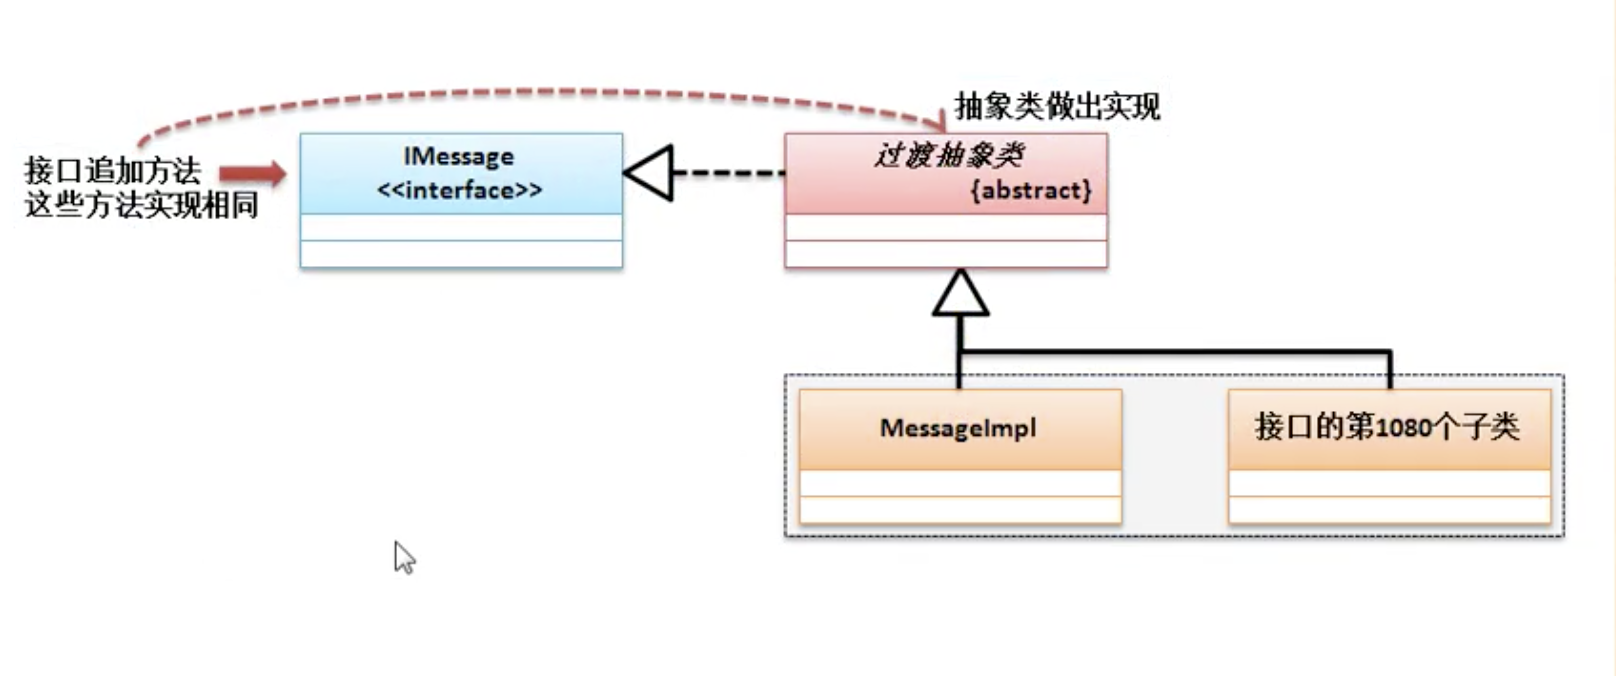 抽象类做出实现
接口追加方法
这些方法实现相同
IMessage
<<interface>>
过渡抽象类
{abstract}
MessageImpl
接口的第1080个子类